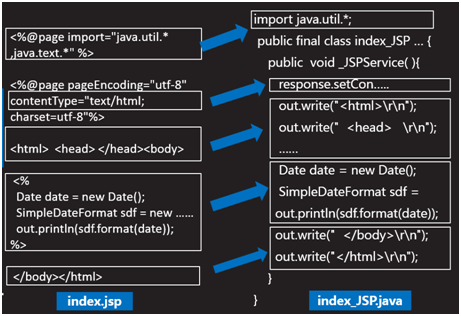 <%@page import="java.util.*
,java.text.*" %>
<%@page pageEncoding="utf-8"
contentType="text/html;
charset=utf-8"%>
<html> <head> </head><body>
<%
Date date = new Date();
SimpleDateFormat sdf = new ......
out.println(sdf.format(date));
%>
</body></html>
index.jsp
import java.util.*;
public final class index_JSP ... {
public void _JSPService( ){
response.setCon.....
out.write("<html>\r\n");
out.write(" <head> \r\n");
......
Date date = new Date();
SimpleDateFormat sdf =
out.println(sdf.format(date));
out.write(" </body>\r\n");
out.write("</html>\r\n");
}
}
index_JSP.java